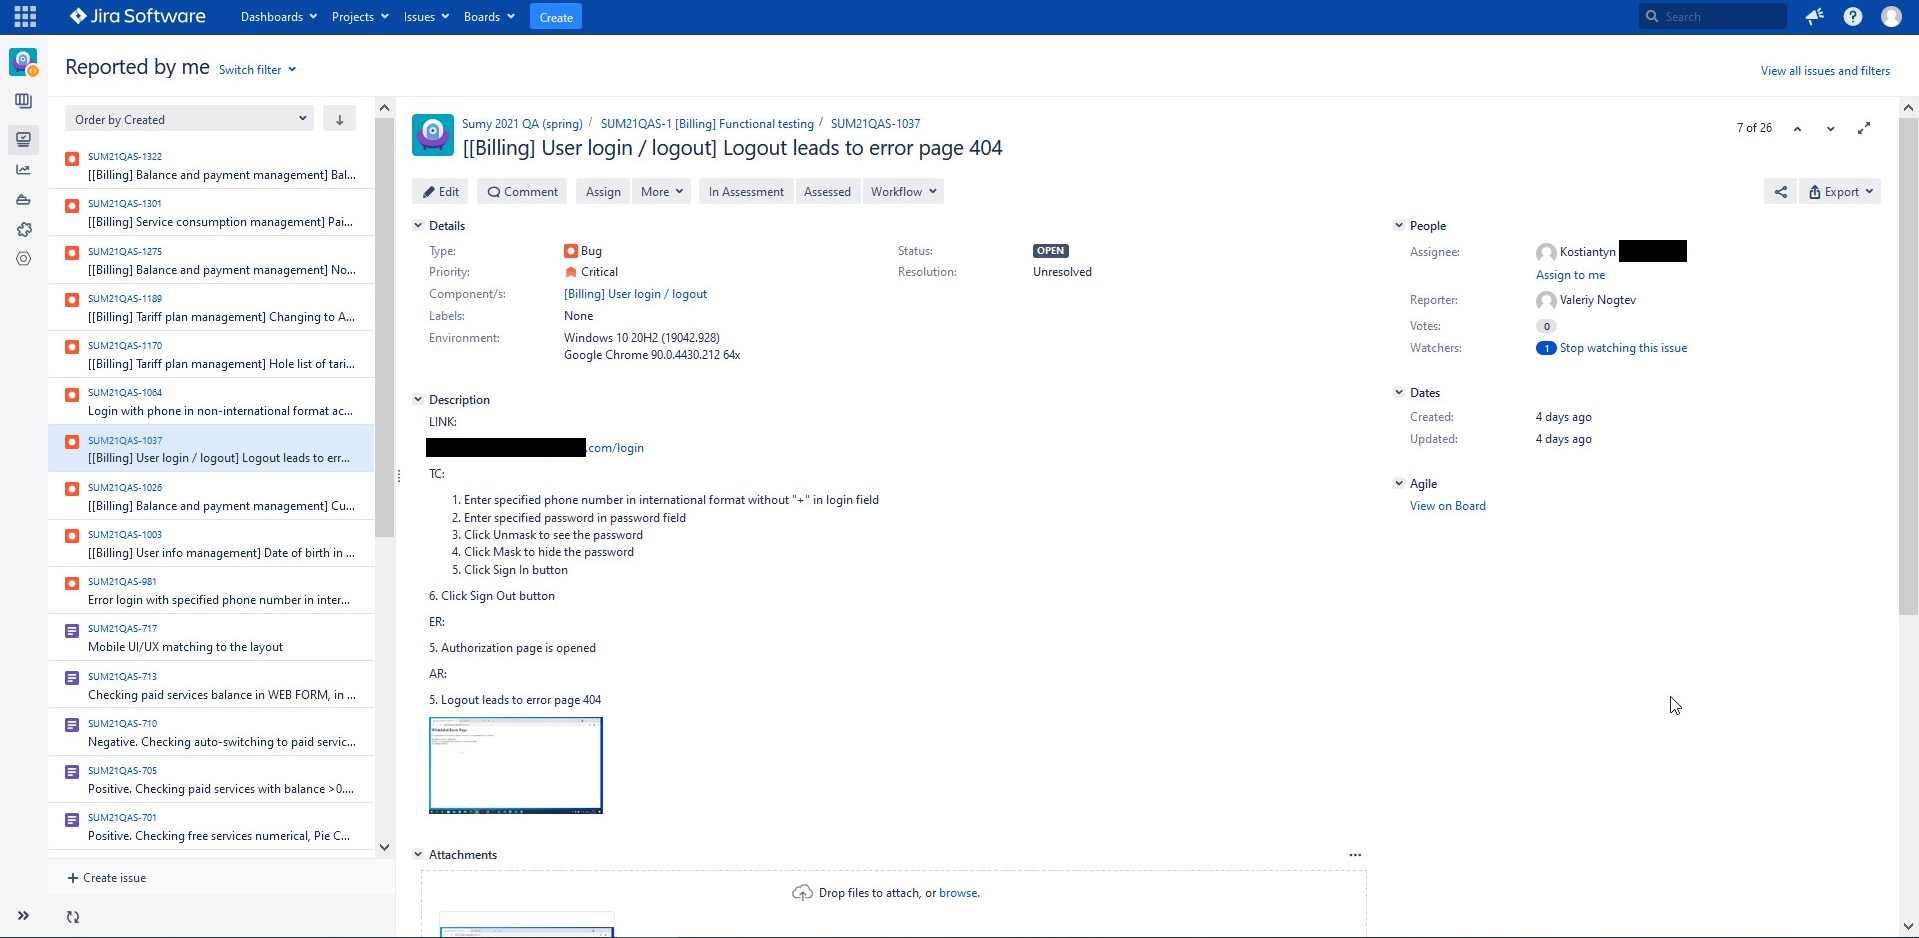 Jira Software
Dashboards Projects Issues Boards Create
Search
Reported by me Switch filter
View all issues and filters
Order by Created
SUM21QAS-1322
[[Billing] Balance and payment management] Bal...
SUM21QAS-1301
[[Billing] Service consumption management] Pai...
SUM21QAS-1275
[[Billing] Balance and payment management] No...
SUM21QAS-1189
[[Billing] Tariff plan management] Changing to A...
SUM21QAS-1170
[[Billing] Tariff plan management] Hole list of tari...
SUM21QAS-1064
Login with phone in non-international format ac...
SUM21QAS-1037
[[Billing] User login / logout] Logout leads to err...
SUM21QAS-1026
[[Billing] Balance and payment management] Cu...
SUM21QAS-1003
[[Billing] User info management] Date of birth in ...
SUM21QAS-981
Error login with specified phone number in inter...
SUM21QAS-717
Mobile UI/UX matching to the layout
SUM21QAS-713
Checking paid services balance in WEB FORM, in ...
SUM21QAS-710
Negative. Checking auto-switching to paid servic...
SUM21QAS-705
Positive. Checking paid services with balance >0....
SUM21QAS-701
Positive. Checking free services numerical, Pie C...
+ Create issue
Sumy 2021 QA (spring) / SUM21QAS-1 [Billing] Functional testing / SUM21QAS-1037
[[Billing] User login / logout] Logout leads to error page 404
7 of 26
Edit Comment Assign More In Assessment Assessed Workflow
Export
Details
Type: Bug
Status: OPEN
Priority: Critical
Resolution: Unresolved
Component/s: [Billing] User login / logout
Labels: None
Environment: Windows 10 20H2 (19042.928)
Google Chrome 90.0.4430.212 64x
Description
LINK:
.com/login
TC:
1. Enter specified phone number in international format without "+" in login field
2. Enter specified password in password field
3. Click Unmask to see the password
4. Click Mask to hide the password
5. Click Sign In button
6. Click Sign Out button
ER:
5. Authorization page is opened
AR:
5. Logout leads to error page 404
Attachments
Drop files to attach, or browse.
People
Assignee: Kostiantyn
Assign to me
Reporter: Valeriy Nogtev
Votes: 0
Watchers: 1 Stop watching this issue
Dates
Created: 4 days ago
Updated: 4 days ago
Agile
View on Board